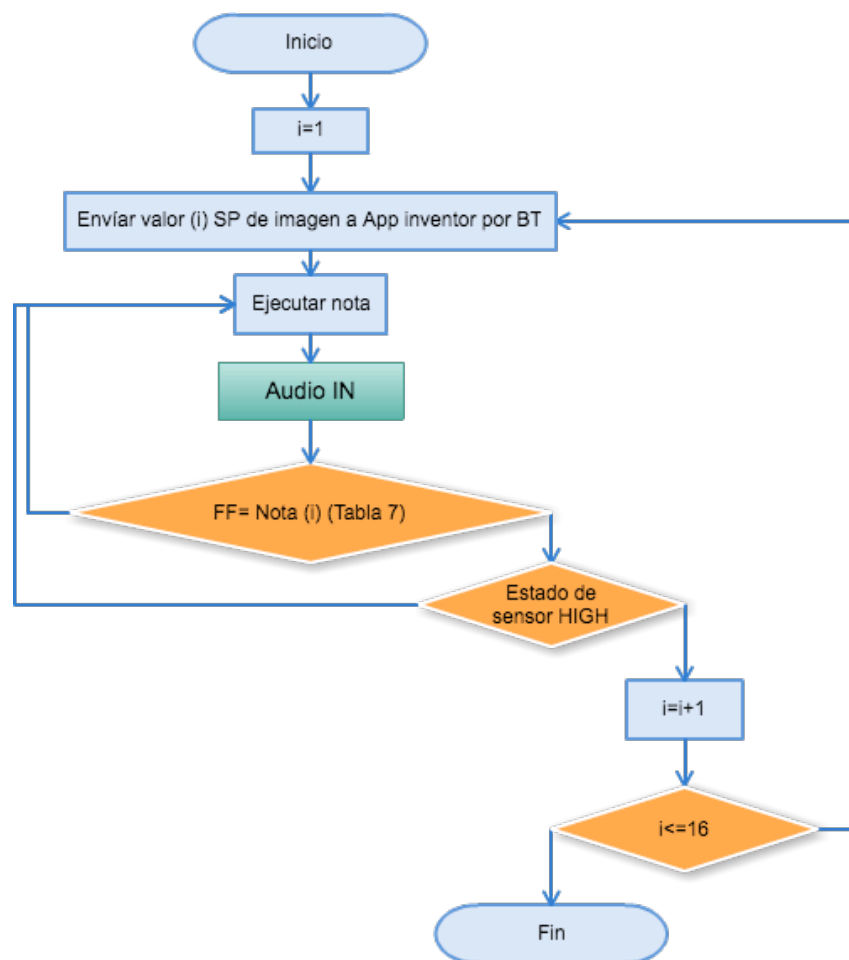 Inicio
i=1
Envíar valor (i) SP de imagen a App inventor por BT
Ejecutar nota
Audio IN
FF= Nota (i) (Tabla 7)
Estado de
sensor HIGH
i=i+1
i<=16
Fin